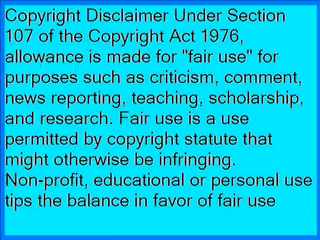 Copyright Disclaimer Under Section
107 of the Copyright Act 1976,
allowance is made for "fair use" for
purposes such as criticism, comment,
news reporting, teaching, scholarship,
and research. Fair use is a use
permitted by copyright statute that
might otherwise be infringing.
Non-profit, educational or personal use
tips the balance in favor of fair use